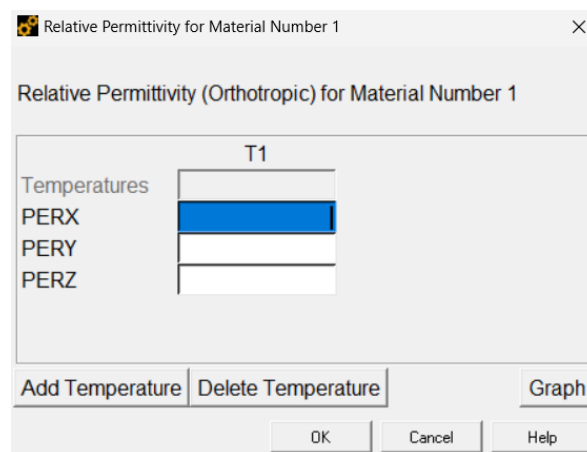 Relative Permittivity for Material Number 1
Relative Permittivity (Orthotropic) for Material Number 1
T1
Temperatures
PERX
PERY
PERZ
Add Temperature Delete Temperature Graph
OK Cancel Help